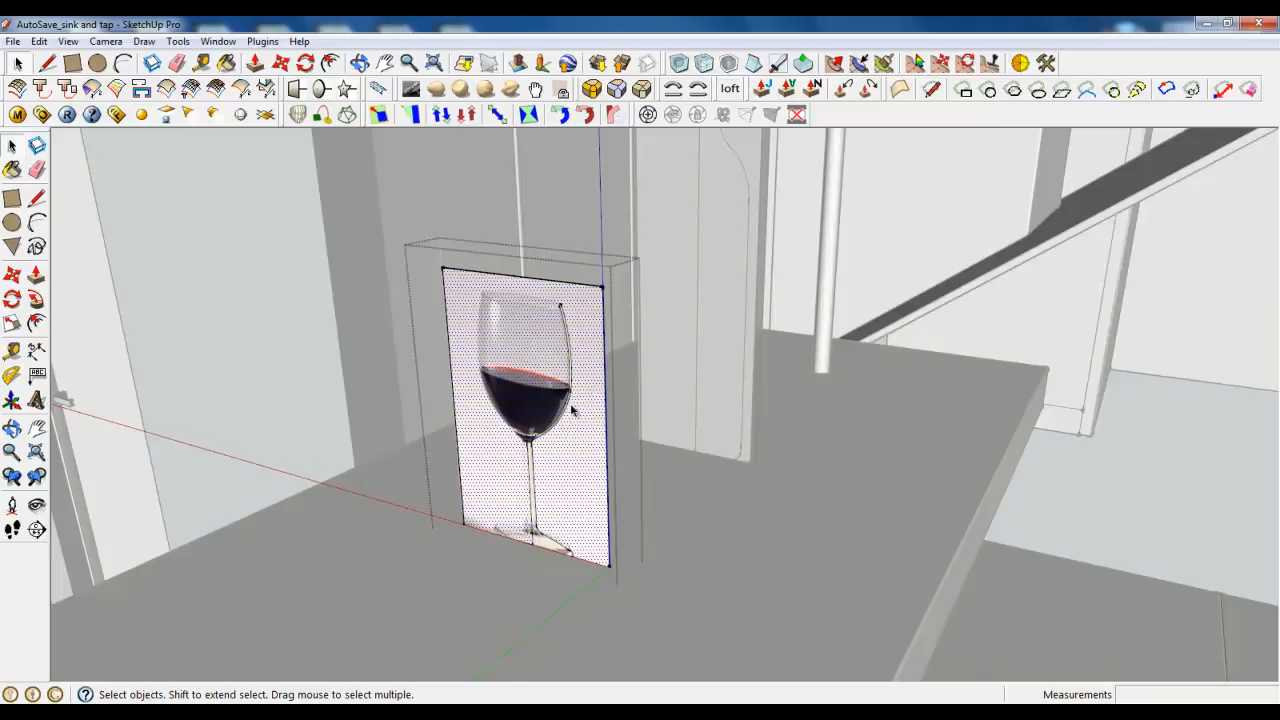 AutoSave_sink and tap - SketchUp Pro
File Edit View Camera Draw Tools Window Plugins Help
loft
M R ?
ABC
Select objects. Shift to extend select. Drag mouse to select multiple.
Measurements